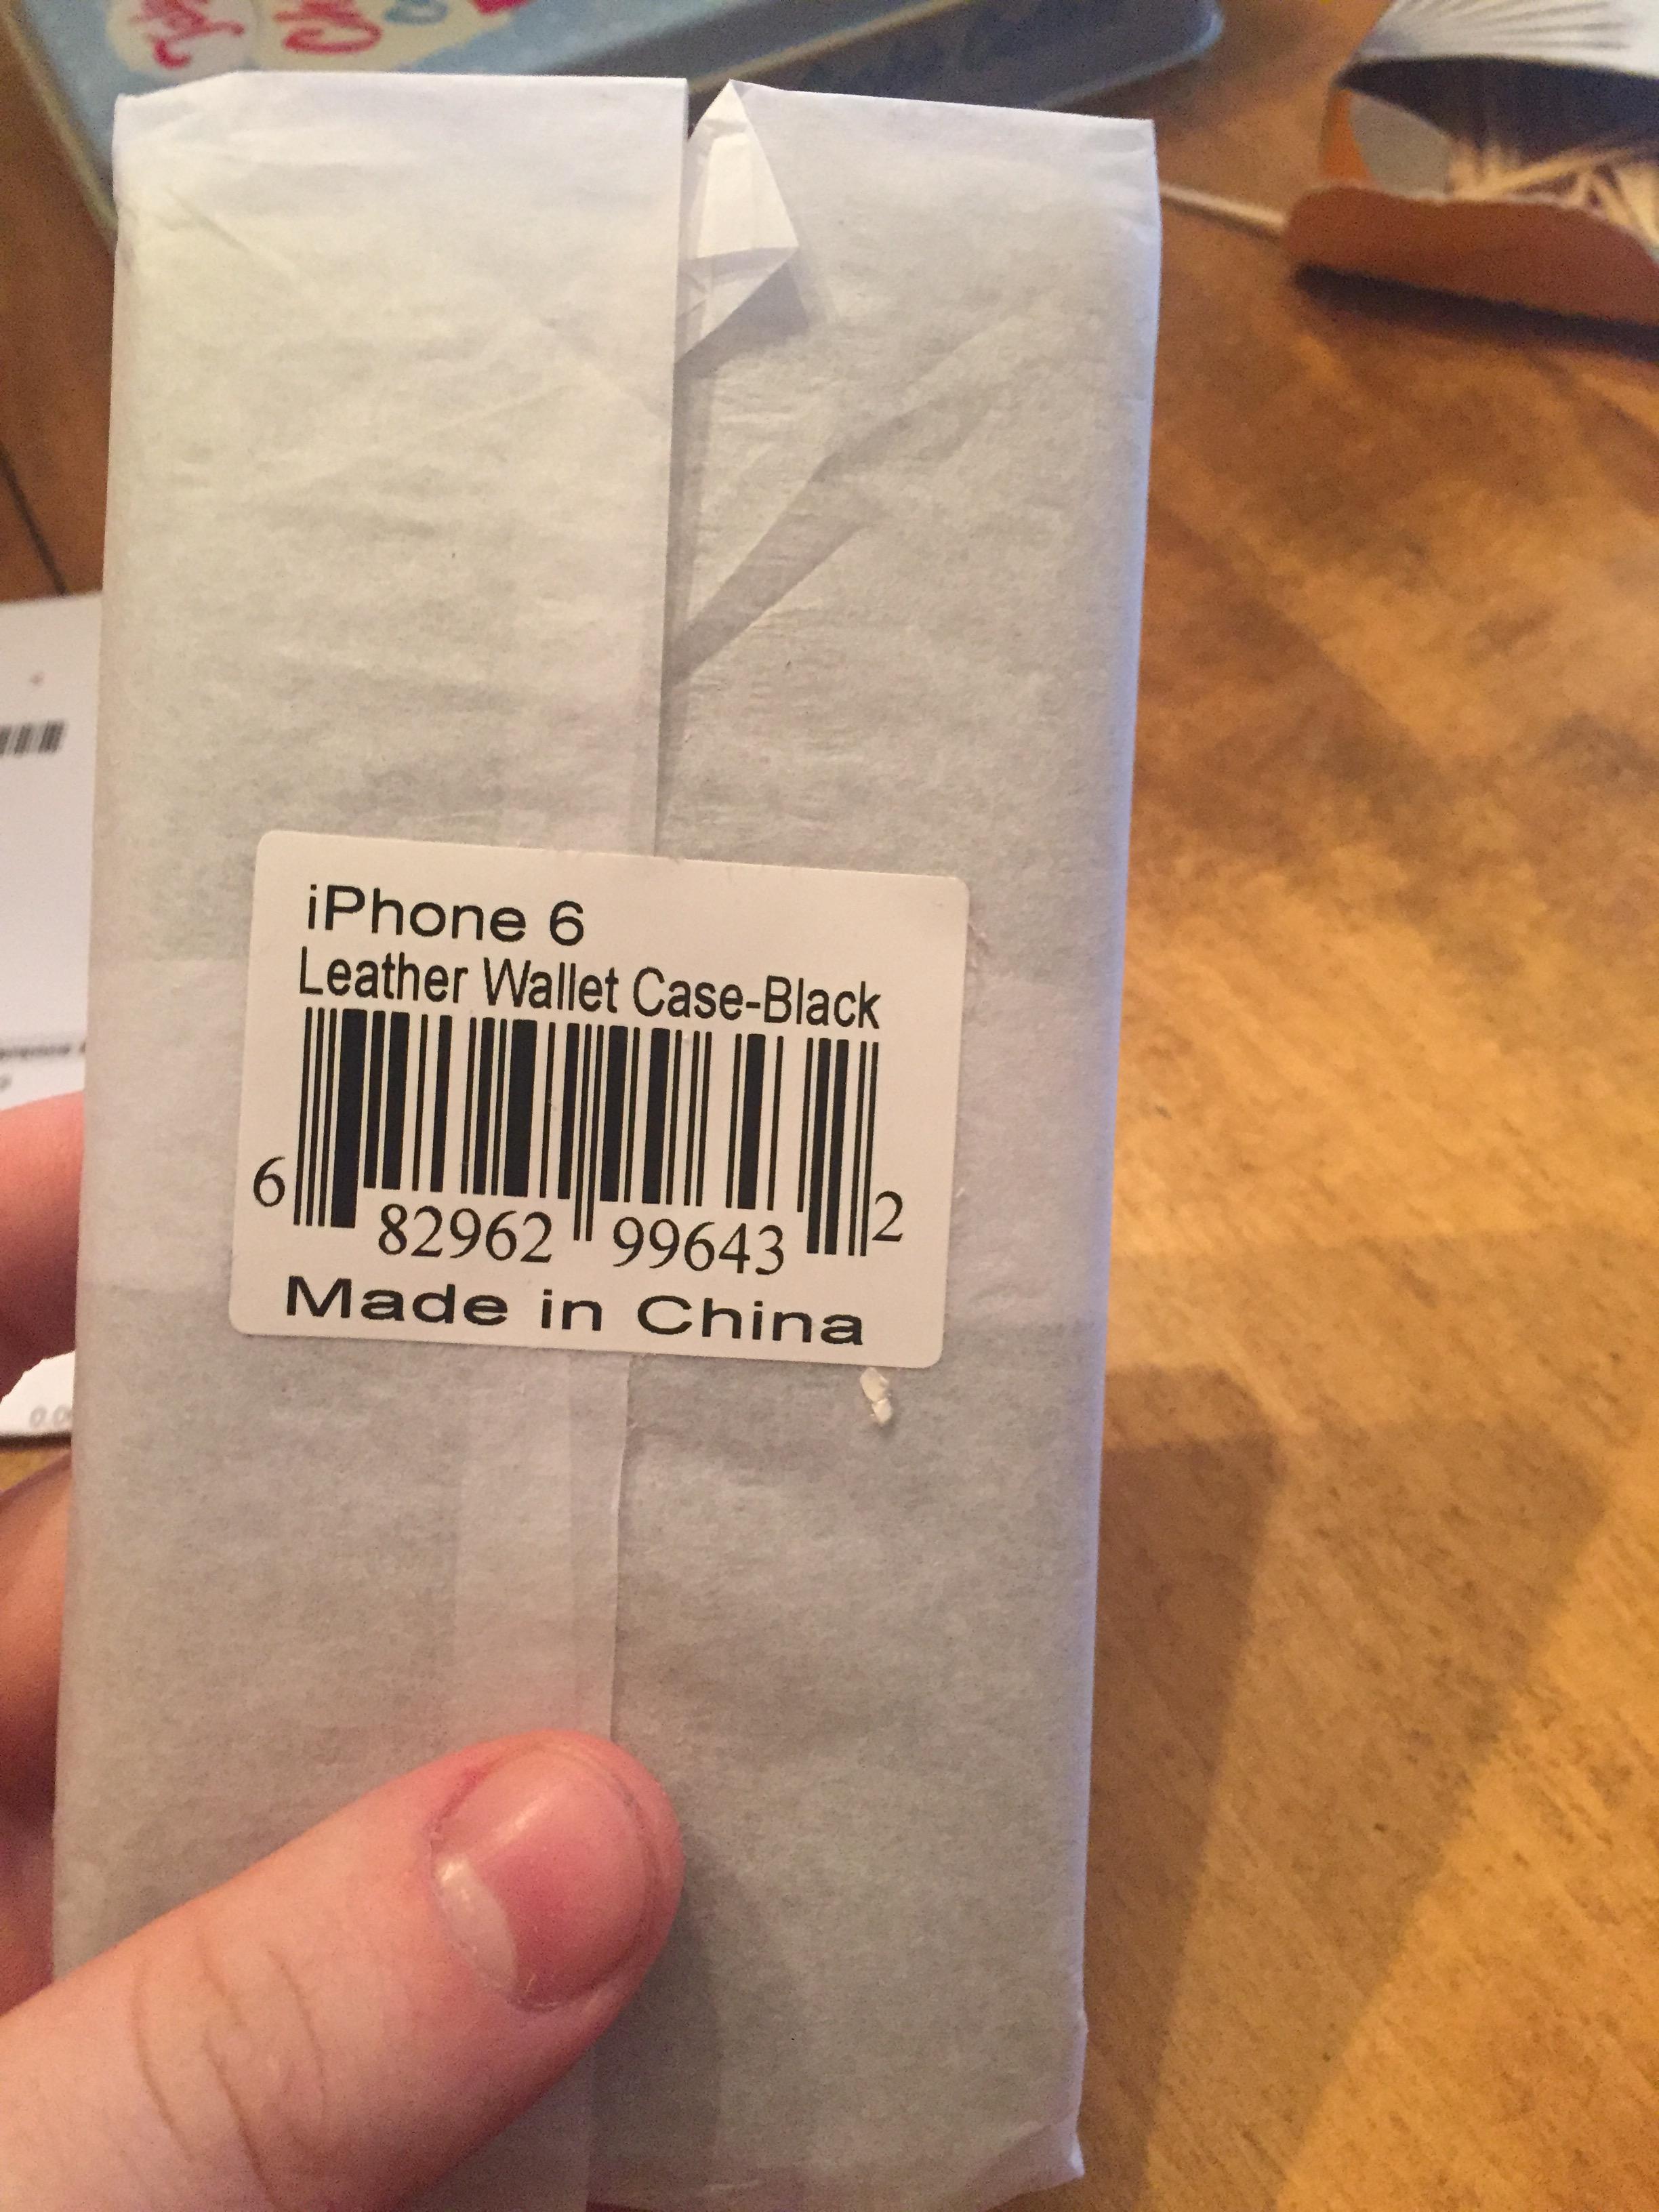 iPhone 6
Leather Wallet Case-Black
6 82962 99643 2
Made in China